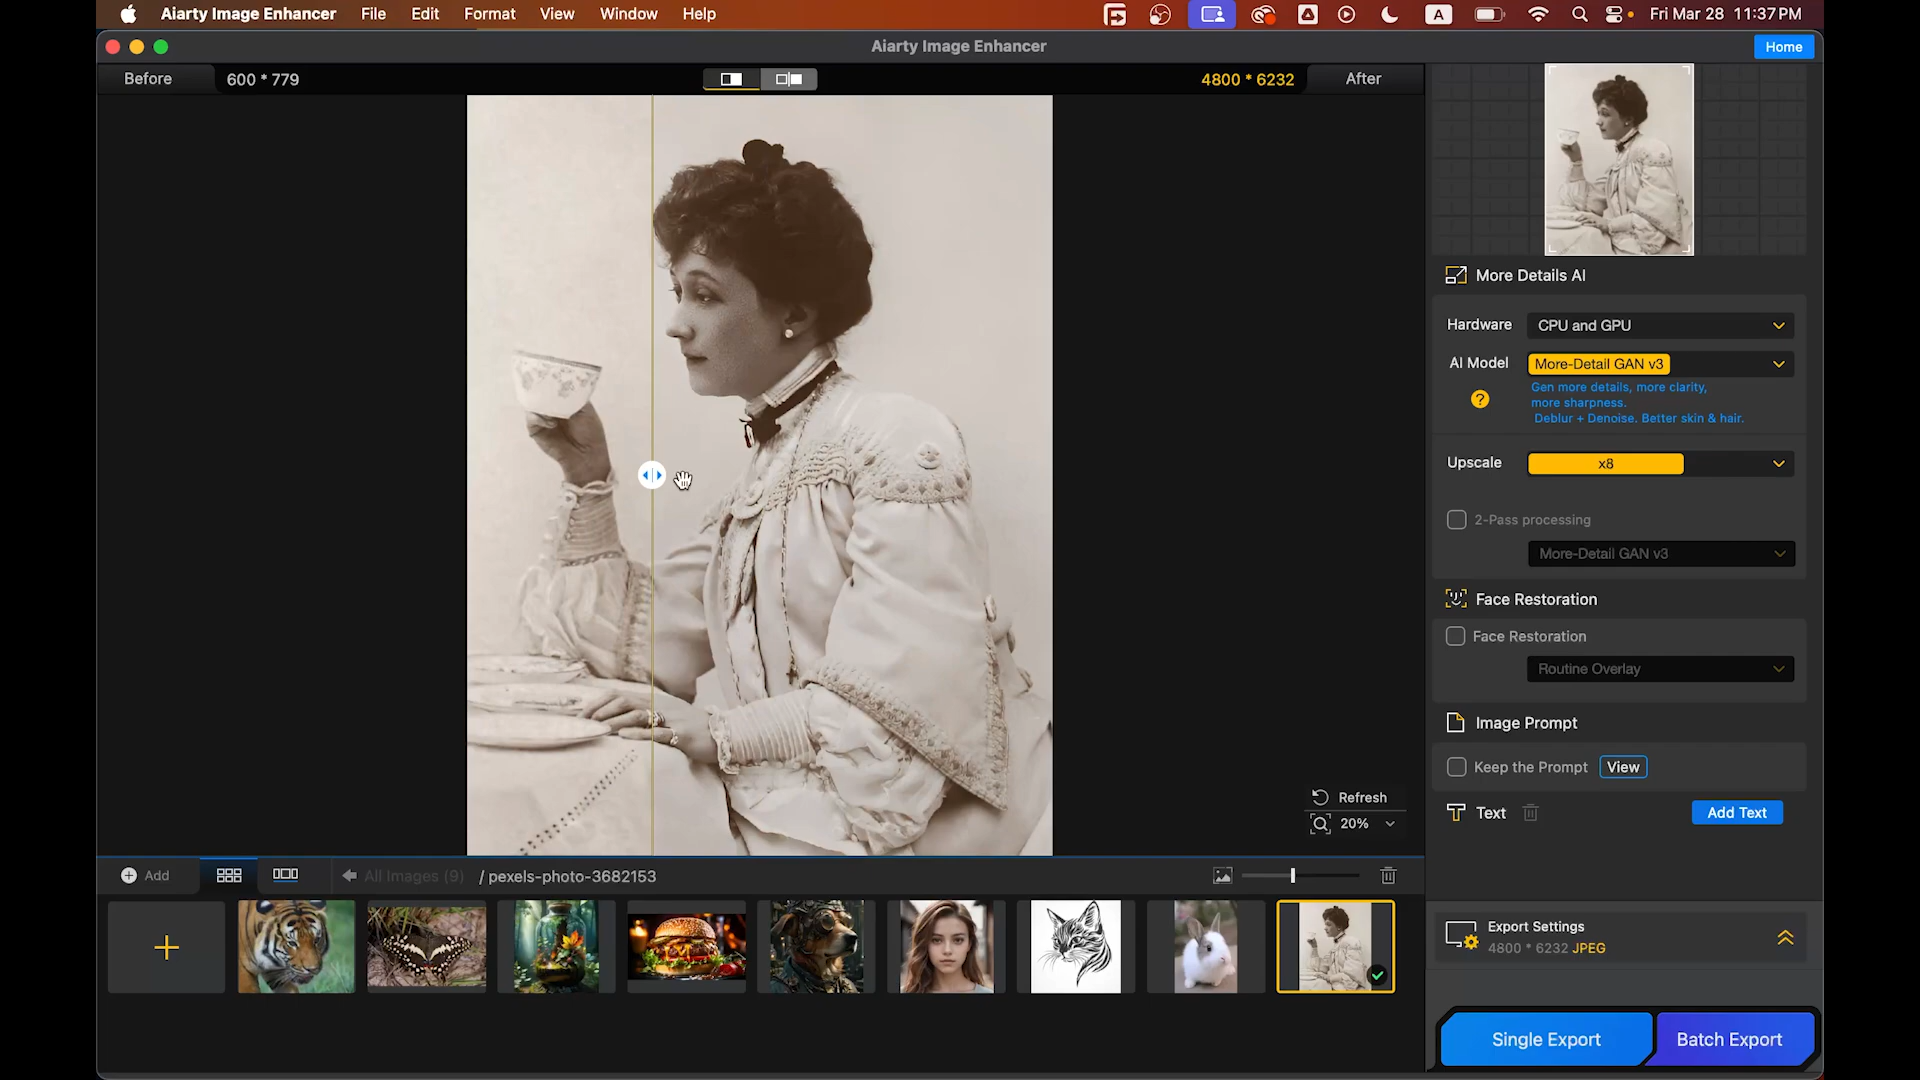 Aiarty Image Enhancer File Edit Format View Window Help
A Fri Mar 28 11:37 PM
Aiarty Image Enhancer
Home
Before
600 * 779
4800 * 6232
After
More Details AI
Hardware
CPU and GPU
AI Model
More-Detail GAN v3
?
Gen more details, more clarity,
more sharpness.
Deblur + Denoise. Better skin & hair.
Upscale
x8
2-Pass processing
More-Detail GAN v3
Face Restoration
Face Restoration
Routine Overlay
Image Prompt
Keep the Prompt
View
Text
Add Text
Refresh
20%
Add
All Images (9)
/ pexels-photo-3682153
Export Settings
4800 * 6232 JPEG
Single Export
Batch Export